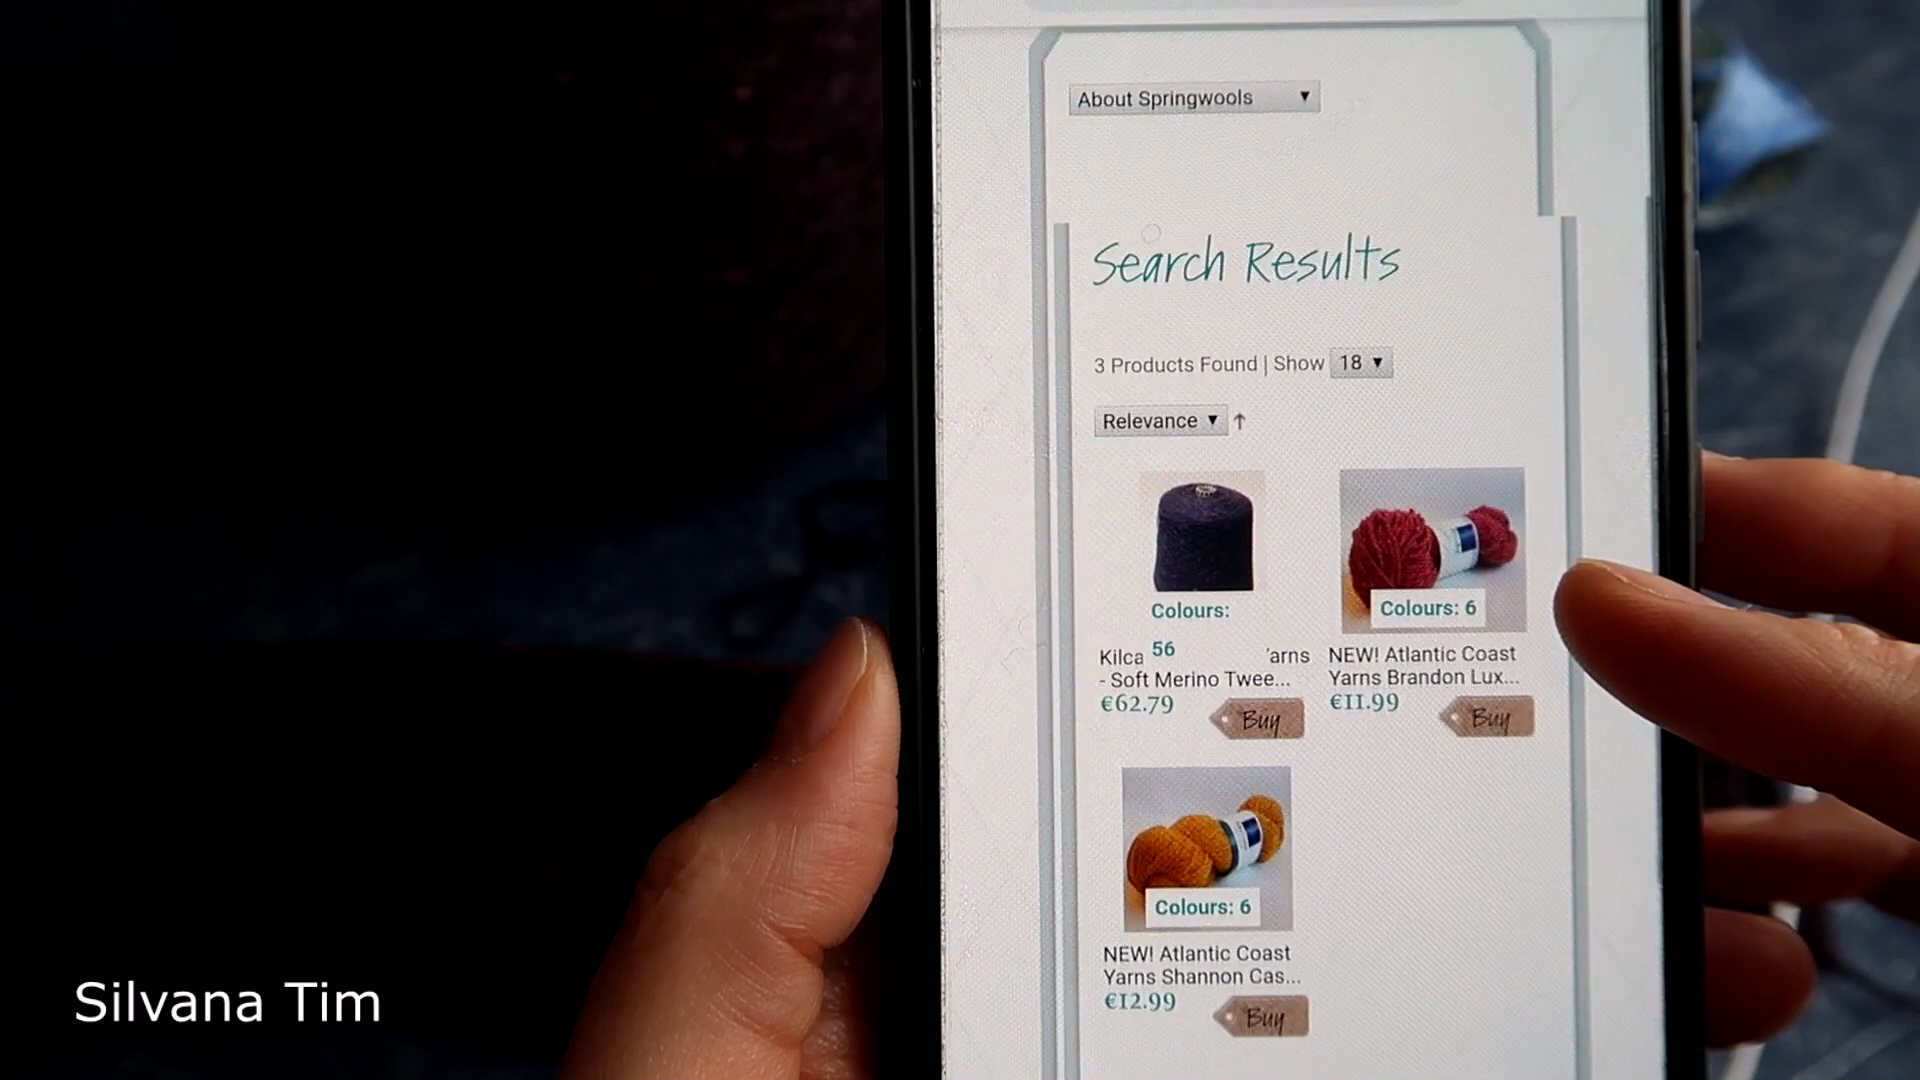 About Springwools
Search Results
3 Products Found | Show 18
Relevance
Colours:
56
Kilca 'arns
- Soft Merino Twee...
€62.79
Buy
Colours: 6
NEW! Atlantic Coast
Yarns Brandon Lux...
€11.99
Buy
Colours: 6
NEW! Atlantic Coast
Yarns Shannon Cas...
€12.99
Buy
Silvana Tim